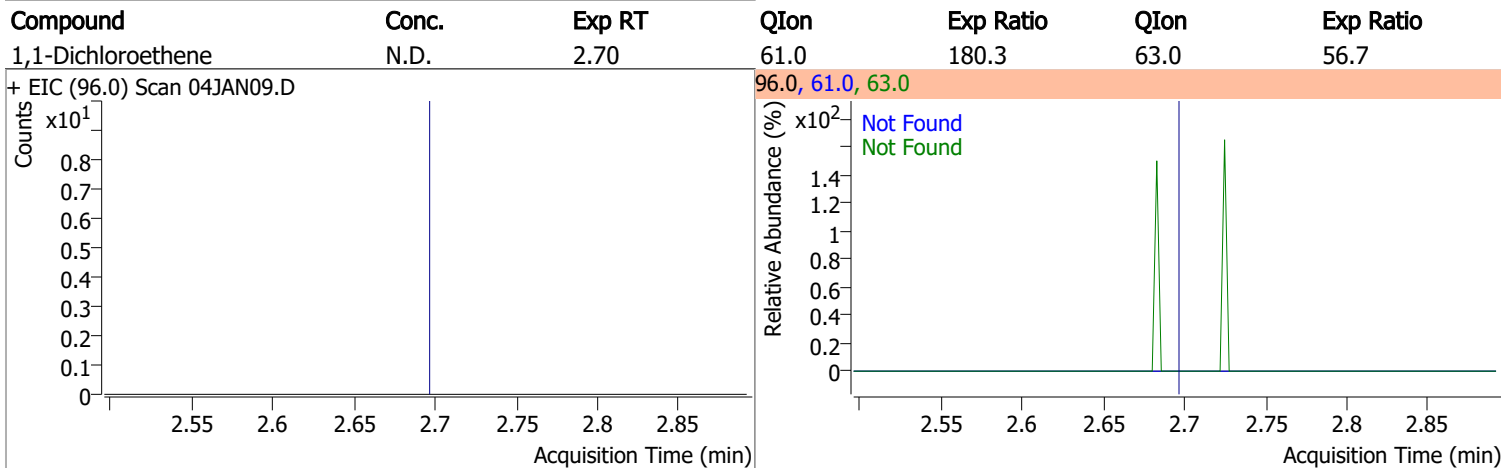 Compound Conc. Exp RT QIon Exp Ratio QIon Exp Ratio
1,1-Dichloroethene N.D. 2.70 61.0 180.3 63.0 56.7
+ EIC (96.0) Scan 04JAN09.D
96.0, 61.0, 63.0
Counts
x10¹
0.8
0.7
0.6
0.5
0.4
0.3
0.2
0.1
0
2.55 2.6 2.65 2.7 2.75 2.8 2.85
Acquisition Time (min)
Relative Abundance (%)
x10²
Not Found
Not Found
1.4
1.2
1
0.8
0.6
0.4
0.2
0
2.55 2.6 2.65 2.7 2.75 2.8 2.85
Acquisition Time (min)